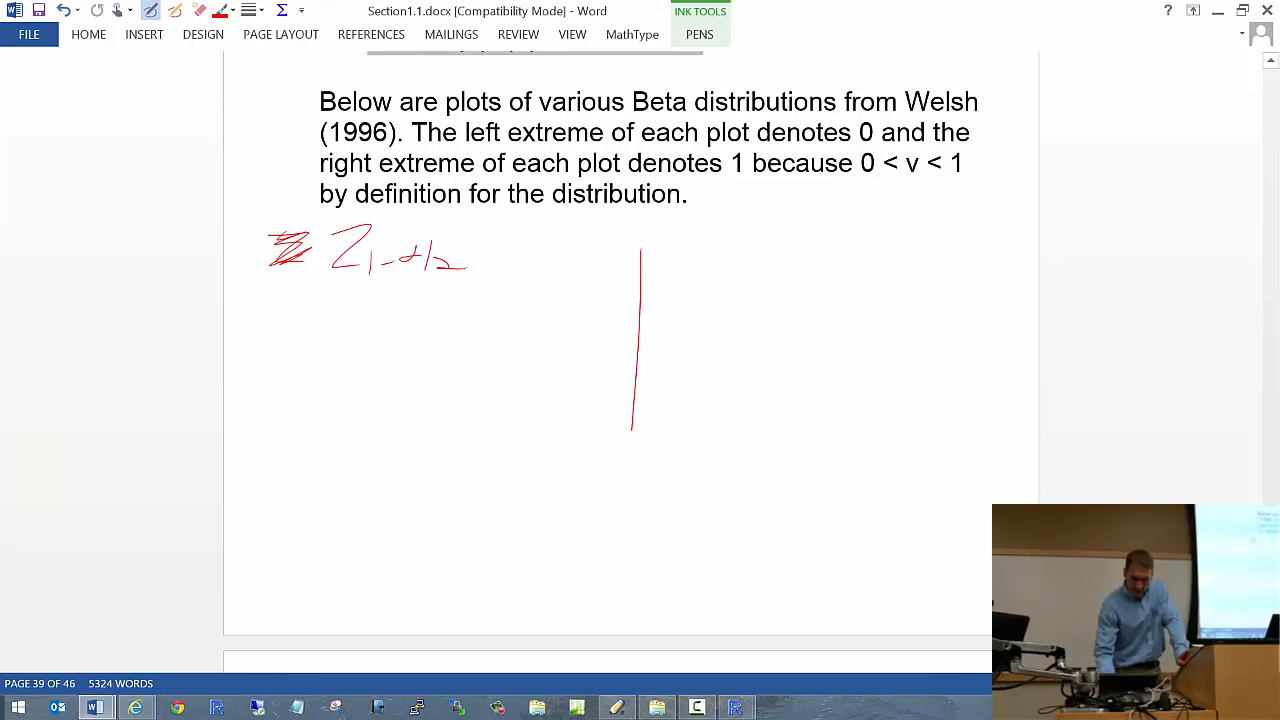 Section1.1.docx [Compatibility Mode] - Word
INK TOOLS
FILE HOME INSERT DESIGN PAGE LAYOUT REFERENCES MAILINGS REVIEW VIEW MathType PENS
Below are plots of various Beta distributions from Welsh
(1996). The left extreme of each plot denotes 0 and the
right extreme of each plot denotes 1 because 0 < v < 1
by definition for the distribution.
Z1-α/2
PAGE 39 OF 46 5324 WORDS